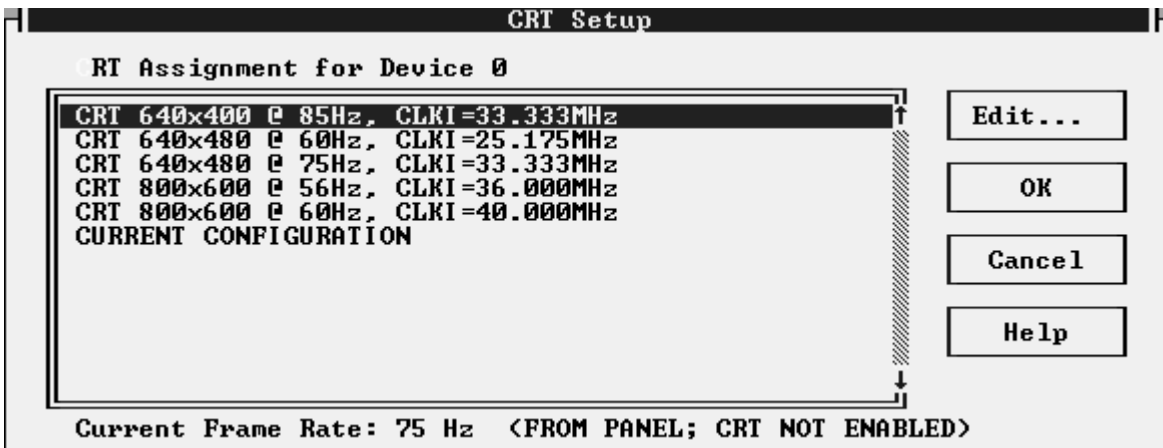 CRT Setup
CRT Assignment for Device 0
CRT 640x400 @ 85Hz, CLKI=33.333MHz
CRT 640x480 @ 60Hz, CLKI=25.175MHz
CRT 640x480 @ 75Hz, CLKI=33.333MHz
CRT 800x600 @ 56Hz, CLKI=36.000MHz
CRT 800x600 @ 60Hz, CLKI=40.000MHz
CURRENT CONFIGURATION
Edit...
OK
Cancel
Help
Current Frame Rate: 75 Hz (FROM PANEL; CRT NOT ENABLED)